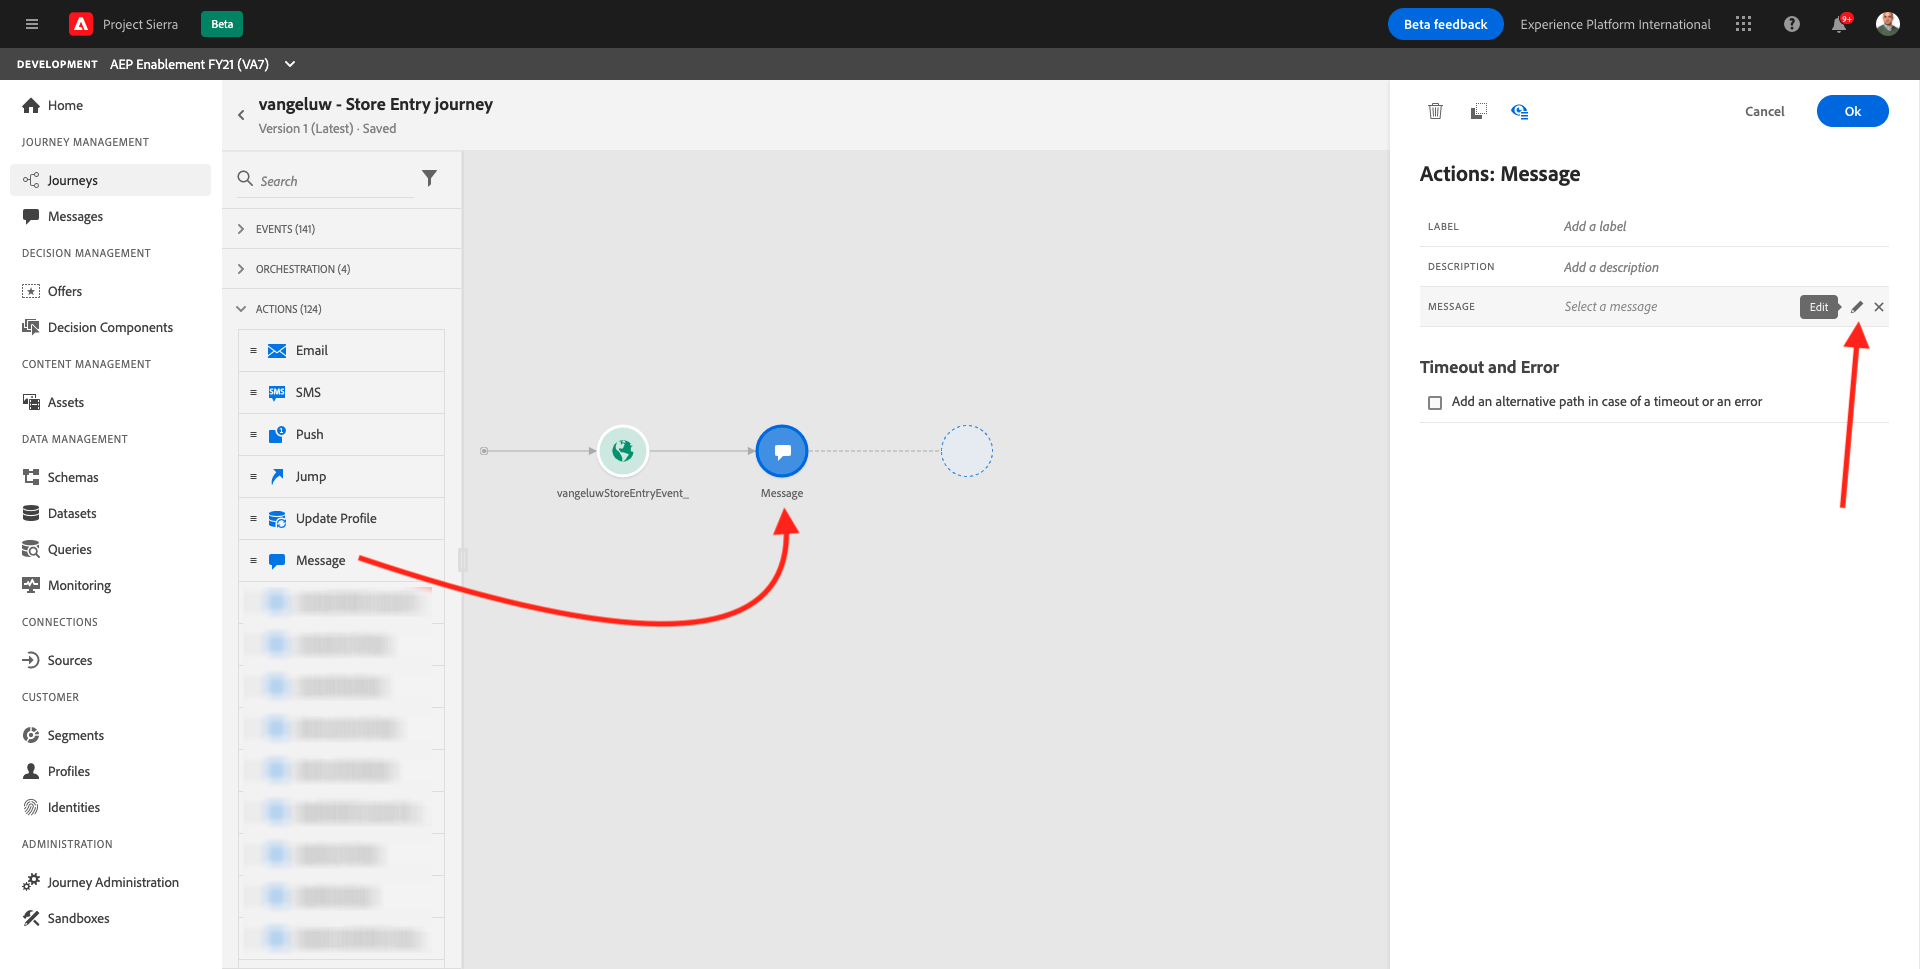 Project Sierra
Beta
Beta feedback
Experience Platform International
9+
DEVELOPMENT AEP Enablement FY21 (VA7)
Home
JOURNEY MANAGEMENT
Journeys
Messages
DECISION MANAGEMENT
Offers
Decision Components
CONTENT MANAGEMENT
Assets
DATA MANAGEMENT
Schemas
Datasets
Queries
Monitoring
CONNECTIONS
Sources
CUSTOMER
Segments
Profiles
Identities
ADMINISTRATION
Journey Administration
Sandboxes
vangeluw - Store Entry journey
Version 1 (Latest) · Saved
Search
EVENTS (141)
ORCHESTRATION (4)
ACTIONS (124)
Email
SMS
SMS
1
Push
Jump
Update Profile
Message
vangeluwStoreEntryEvent_
Message
Cancel
Ok
Actions: Message
LABEL Add a label
DESCRIPTION Add a description
MESSAGE Select a message Edit
Timeout and Error
Add an alternative path in case of a timeout or an error